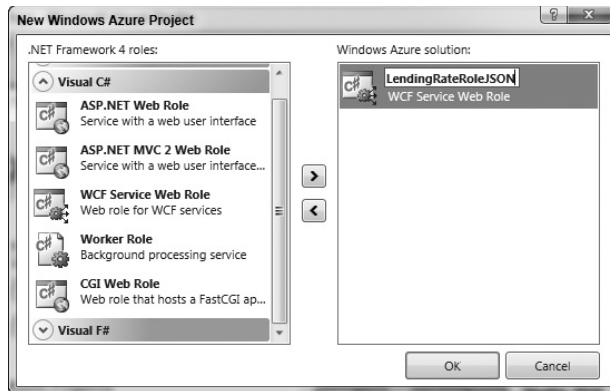 New Windows Azure Project
.NET Framework 4 roles:
Visual C#
ASP.NET Web Role
Service with a web user interface
ASP.NET MVC 2 Web Role
Service with a web user interface...
WCF Service Web Role
Web role for WCF services
Worker Role
Background processing service
CGI Web Role
Web role that hosts a FastCGI ap...
Visual F#
Windows Azure solution:
LendingRateRoleJSON
WCF Service Web Role
OK
Cancel